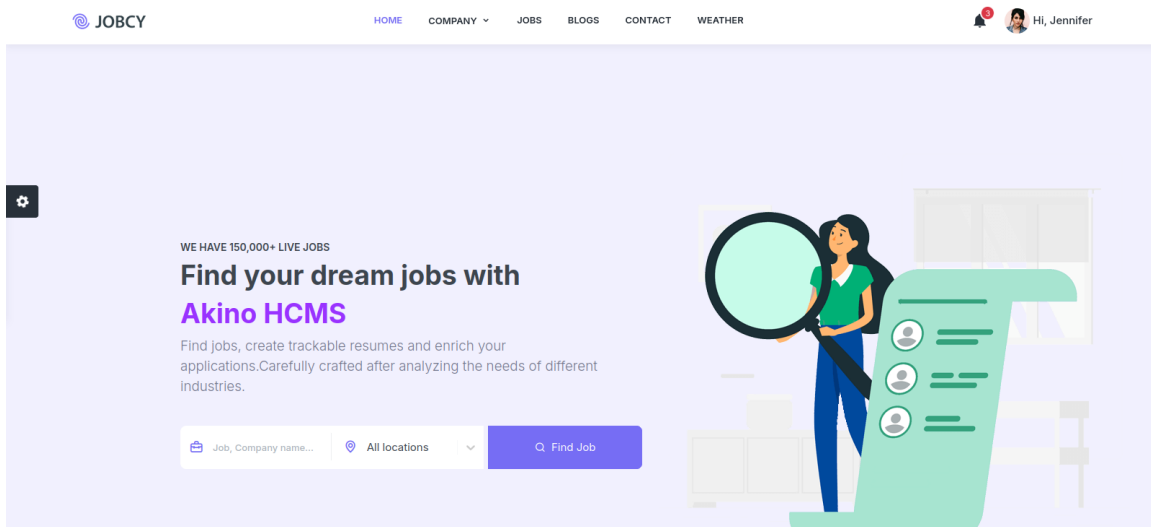 JOBCY
HOME COMPANY JOBS BLOGS CONTACT WEATHER
3
Hi, Jennifer
WE HAVE 150,000+ LIVE JOBS
Find your dream jobs with
Akino HCMS
Find jobs, create trackable resumes and enrich your
applications.Carefully crafted after analyzing the needs of different
industries.
Job, Company name... All locations Find Job